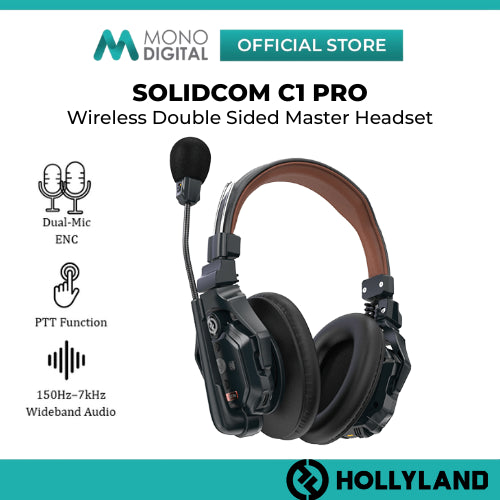 MONO
DIGITAL
OFFICIAL STORE
SOLIDCOM C1 PRO
Wireless Double Sided Master Headset
Dual-Mic
ENC
PTT Function
150Hz–7kHz
Wideband Audio
HOLLYLAND